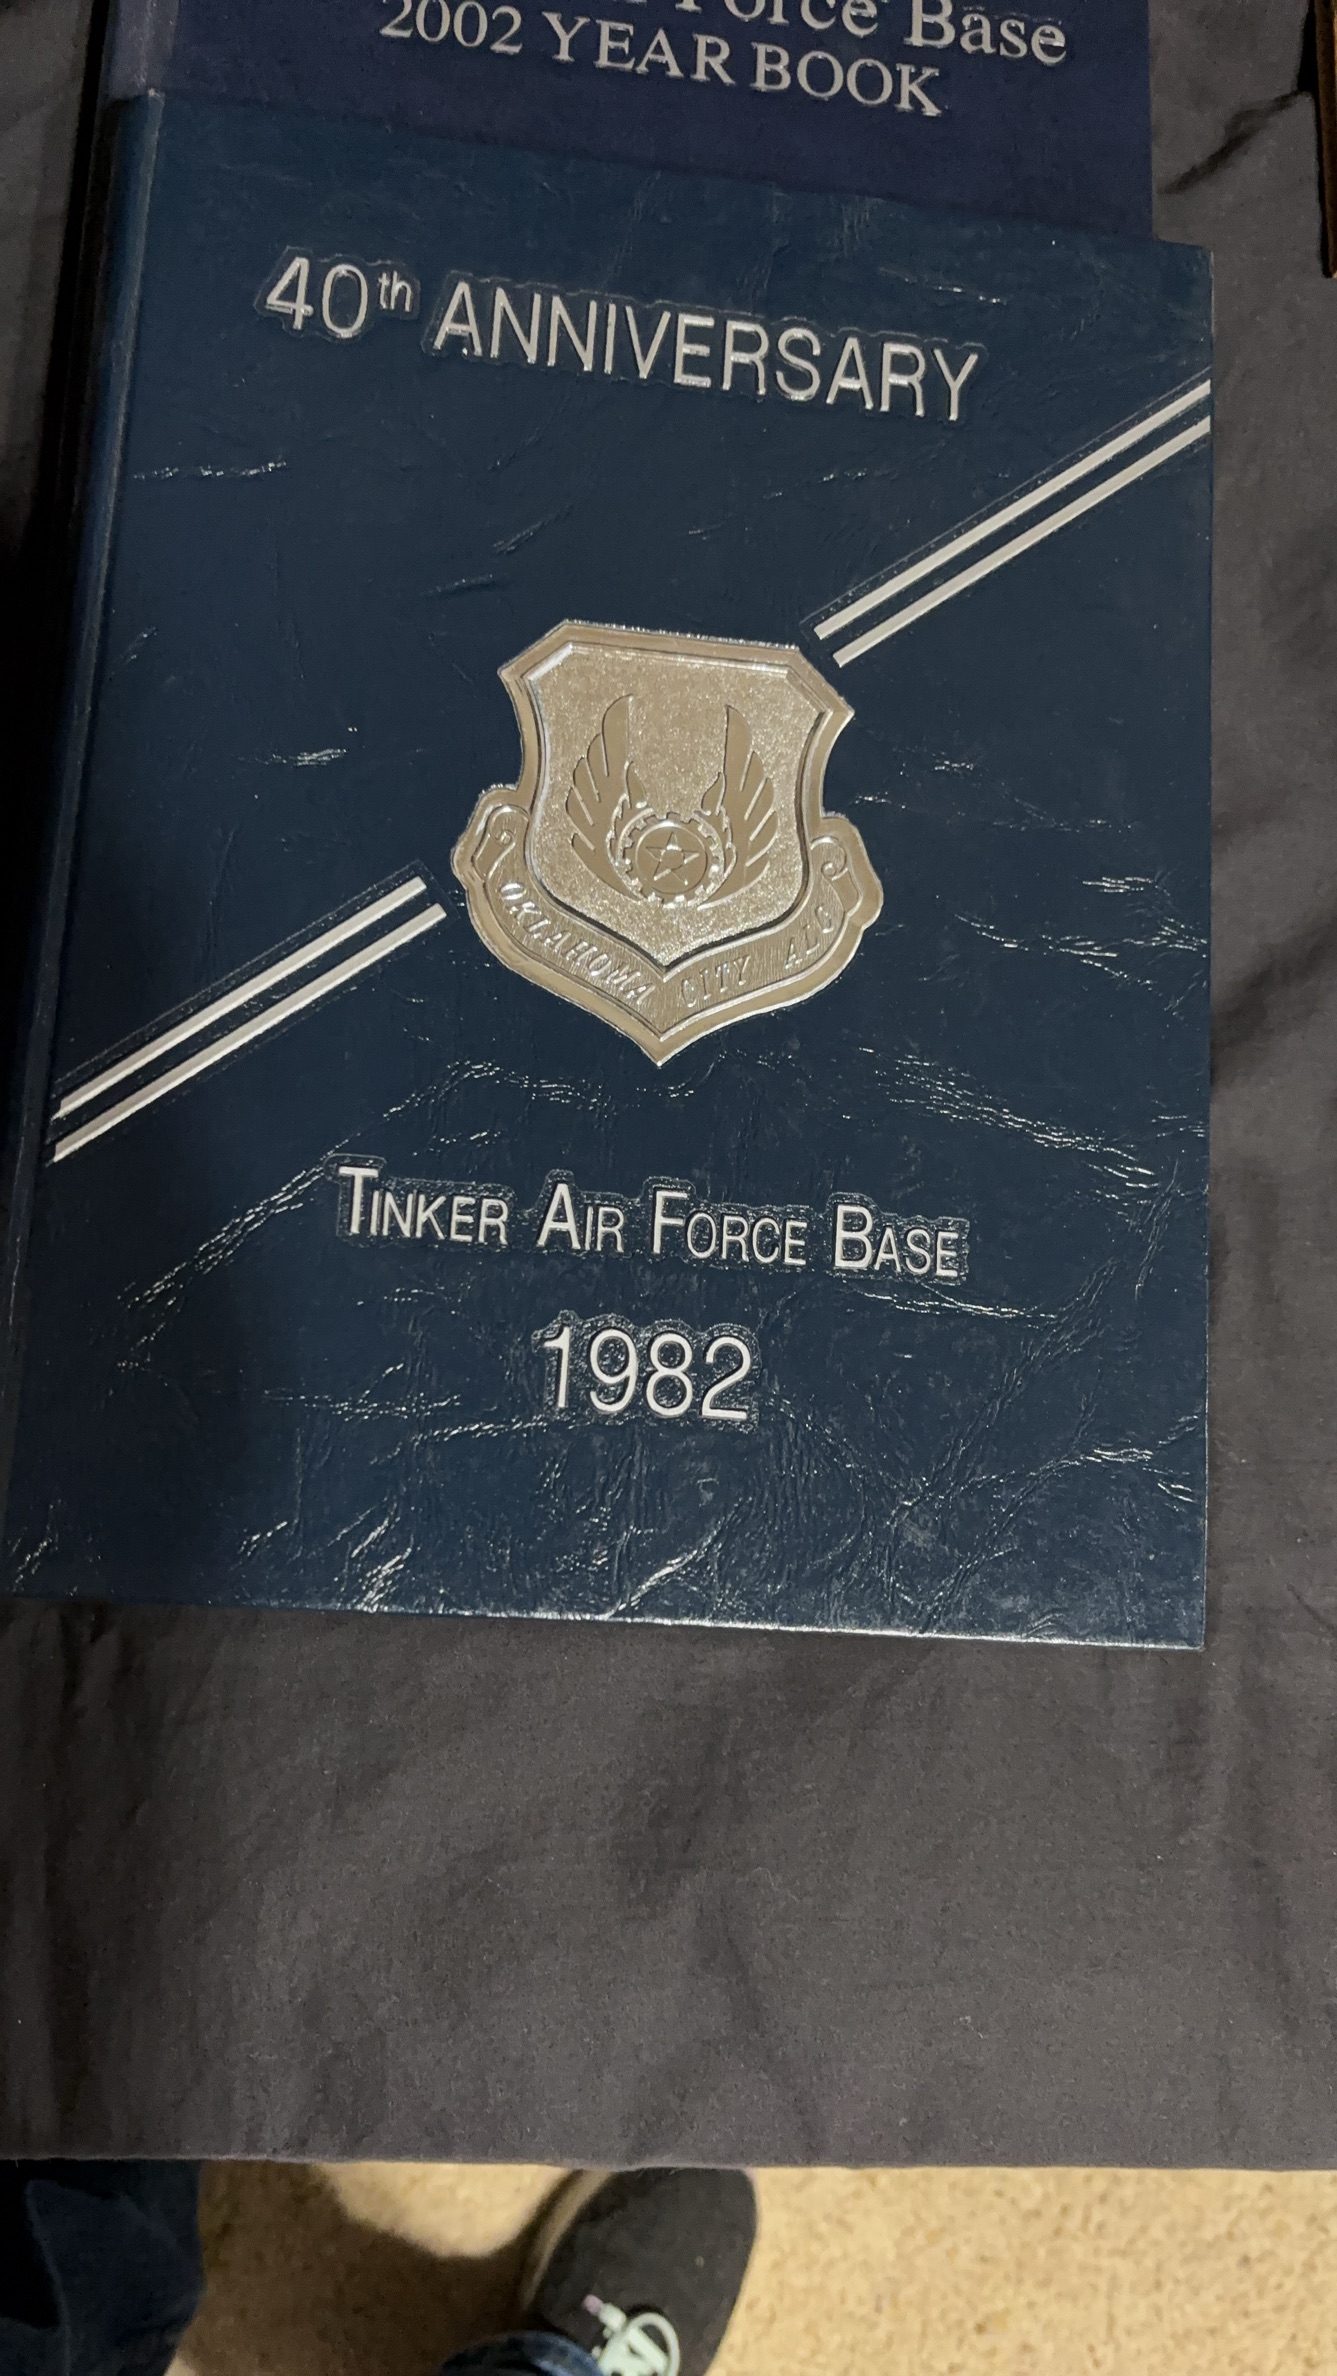 Force Base
2002 YEAR BOOK
40th ANNIVERSARY
OKLAHOMA CITY ALC
TINKER AIR FORCE BASE
1982